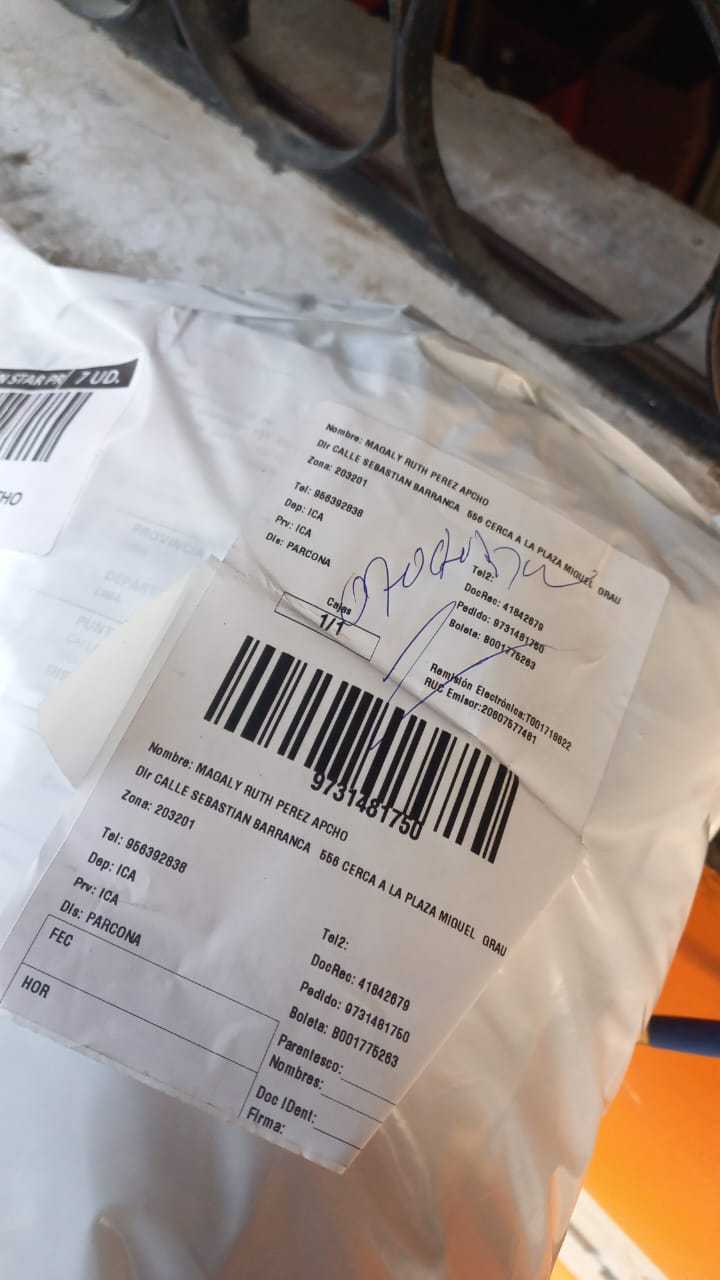 N STAR PR 7 UD.
CHO
Nombre: MAGALY RUTH PEREZ APCHO
Dir CALLE SEBASTIAN BARRANCA 556 CERCA A LA PLAZA MIGUEL GRAU
Zona: 203201
Tel: 956392838
Tel2:
Dep: ICA
DocRec: 41842679
Prv: ICA
Pedido: 9731481750
Dis: PARCONA
Boleta: B001775263
Cajas
1/1
Remisión Electrónica:T001718622
RUC Emisor:20607577481
9731481750
Nombre: MAGALY RUTH PEREZ APCHO
Dir CALLE SEBASTIAN BARRANCA 556 CERCA A LA PLAZA MIGUEL GRAU
Zona: 203201
Tel: 956392838
Tel2:
Dep: ICA
DocRec: 41842679
Prv: ICA
Pedido: 9731481750
Dis: PARCONA
Boleta: B001775263
FEC
HOR
Parentesco:
Nombres:
Doc IDent:
Firma: